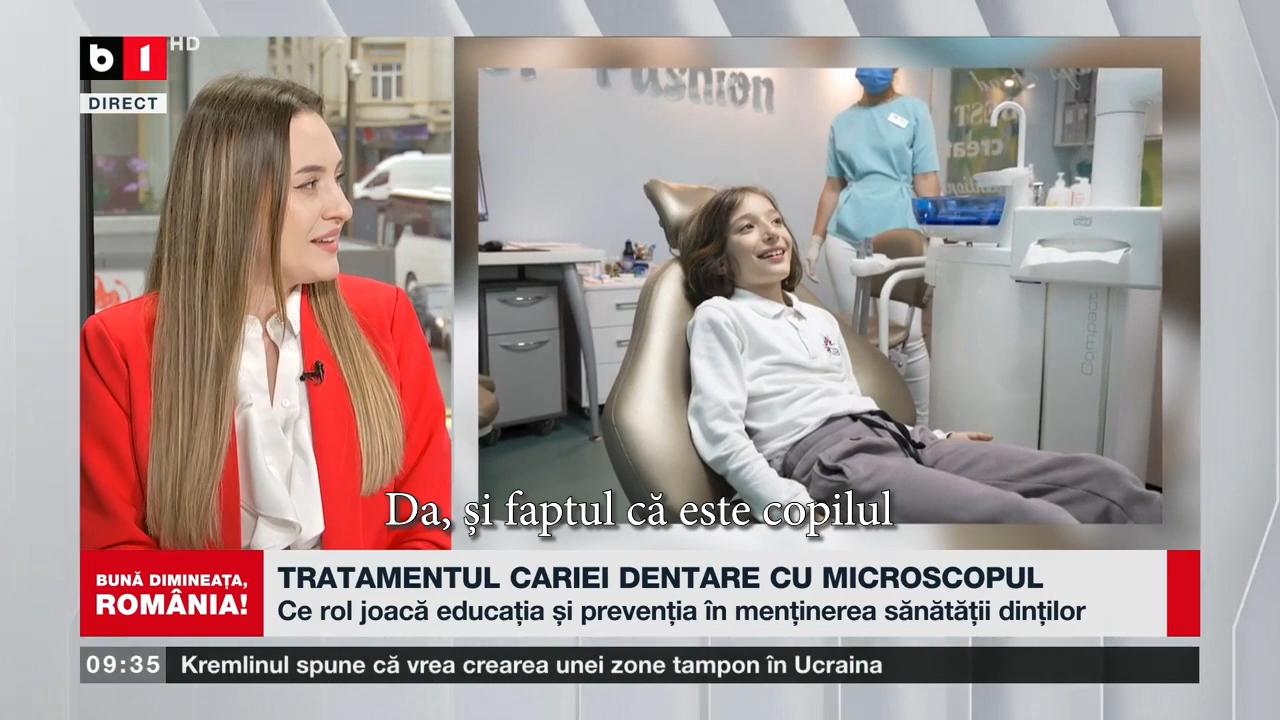 b1 HD
DIRECT
Fashion
Compact
Da, și faptul că este copilul
BUNĂ DIMINEAȚA,
ROMÂNIA!
TRATAMENTUL CARIEI DENTARE CU MICROSCOPUL
Ce rol joacă educația și prevenția în menținerea sănătății dinților
09:35 Kremlinul spune că vrea crearea unei zone tampon în Ucraina